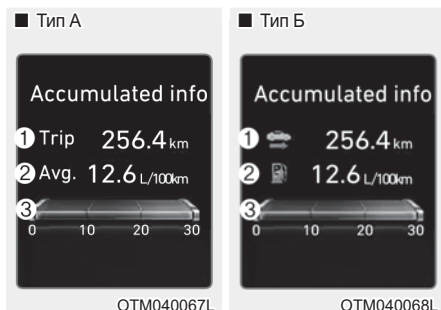 ■ Тип А
Accumulated info
1 Trip 256.4 km
2 Avg. 12.6 L/100km
3
0 10 20 30
OTM040067L
■ Тип Б
Accumulated info
1 256.4 km
2 12.6 L/100km
3
0 10 20 30
OTM040068L